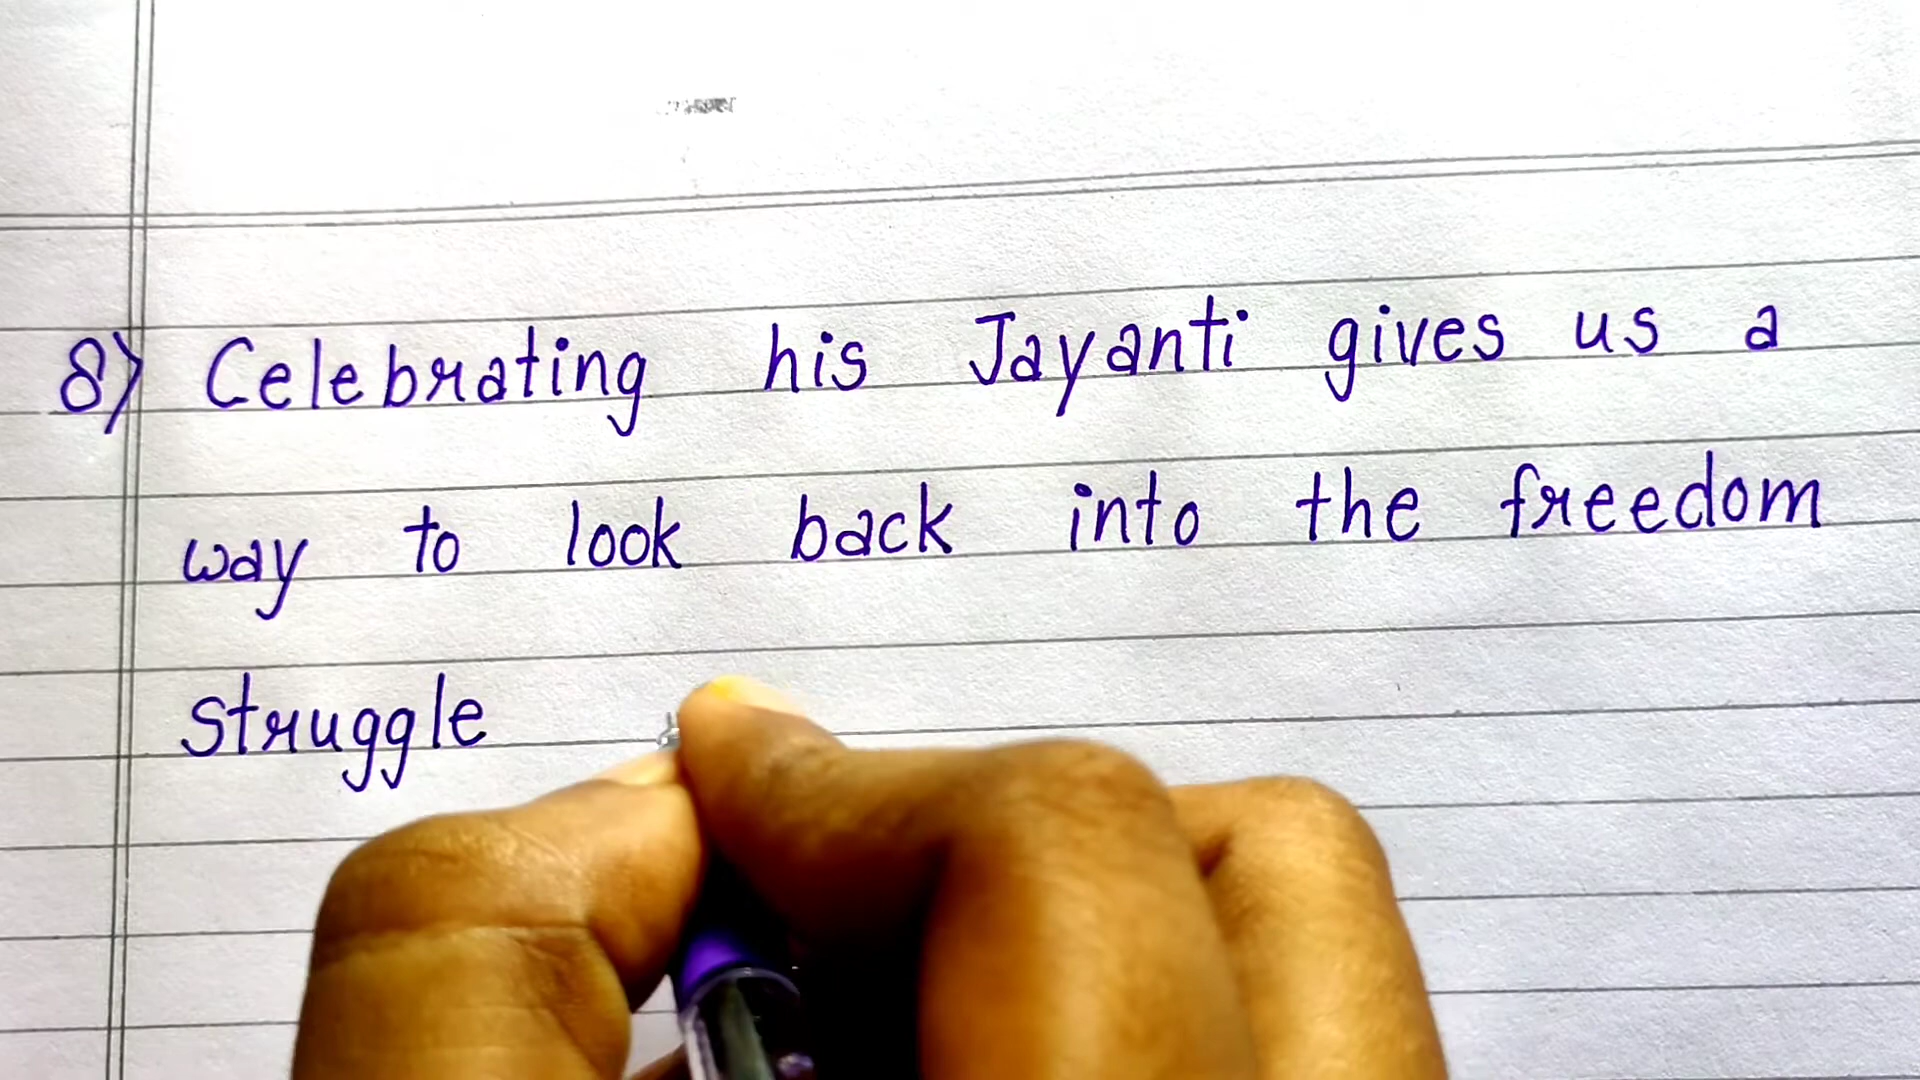 8) Celebrating his Jayanti gives us a
way to look back into the freedom
struggle